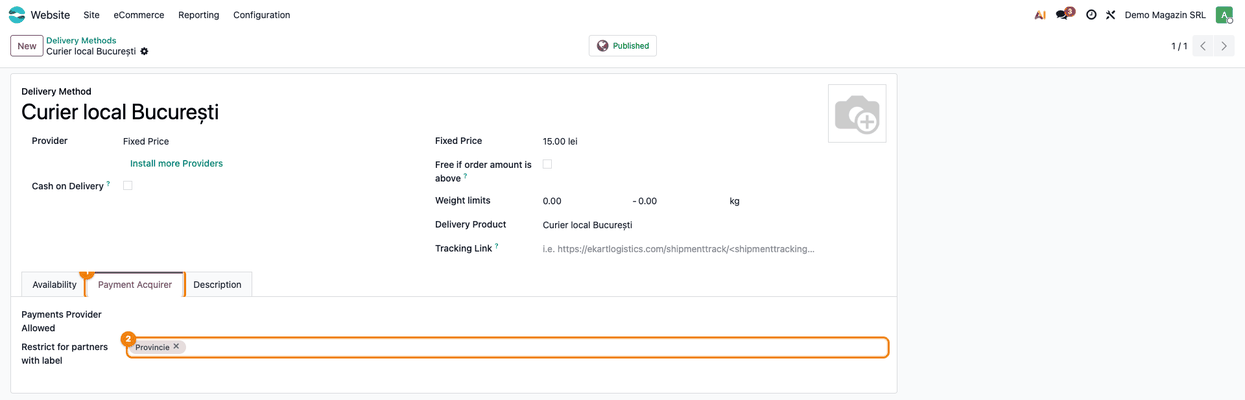 Website Site eCommerce Reporting Configuration 3 Demo Magazin SRL A
New Delivery Methods
Curier local București
Published
1 / 1
Delivery Method
Curier local București
Provider Fixed Price Fixed Price 15.00 lei
Install more Providers Free if order amount is
above ?
Cash on Delivery ?
Weight limits 0.00 - 0.00 kg
Delivery Product Curier local București
Tracking Link ? i.e. https://ekartlogistics.com/shipmenttrack/<shipmenttracking...
1
Availability Payment Acquirer Description
Payments Provider
Allowed
2
Restrict for partners
with label
Provincie ×